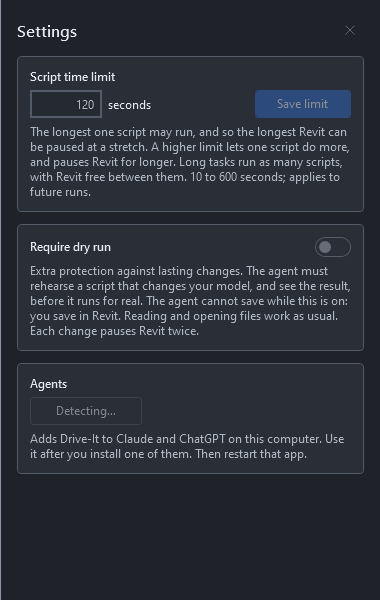 Settings
Script time limit
120 seconds
Save limit
The longest one script may run, and so the longest Revit can
be paused at a stretch. A higher limit lets one script do more,
and pauses Revit for longer. Long tasks run as many scripts,
with Revit free between them. 10 to 600 seconds; applies to
future runs.
Require dry run
Extra protection against lasting changes. The agent must
rehearse a script that changes your model, and see the result,
before it runs for real. The agent cannot save while this is on:
you save in Revit. Reading and opening files work as usual.
Each change pauses Revit twice.
Agents
Detecting...
Adds Drive-It to Claude and ChatGPT on this computer. Use
it after you install one of them. Then restart that app.